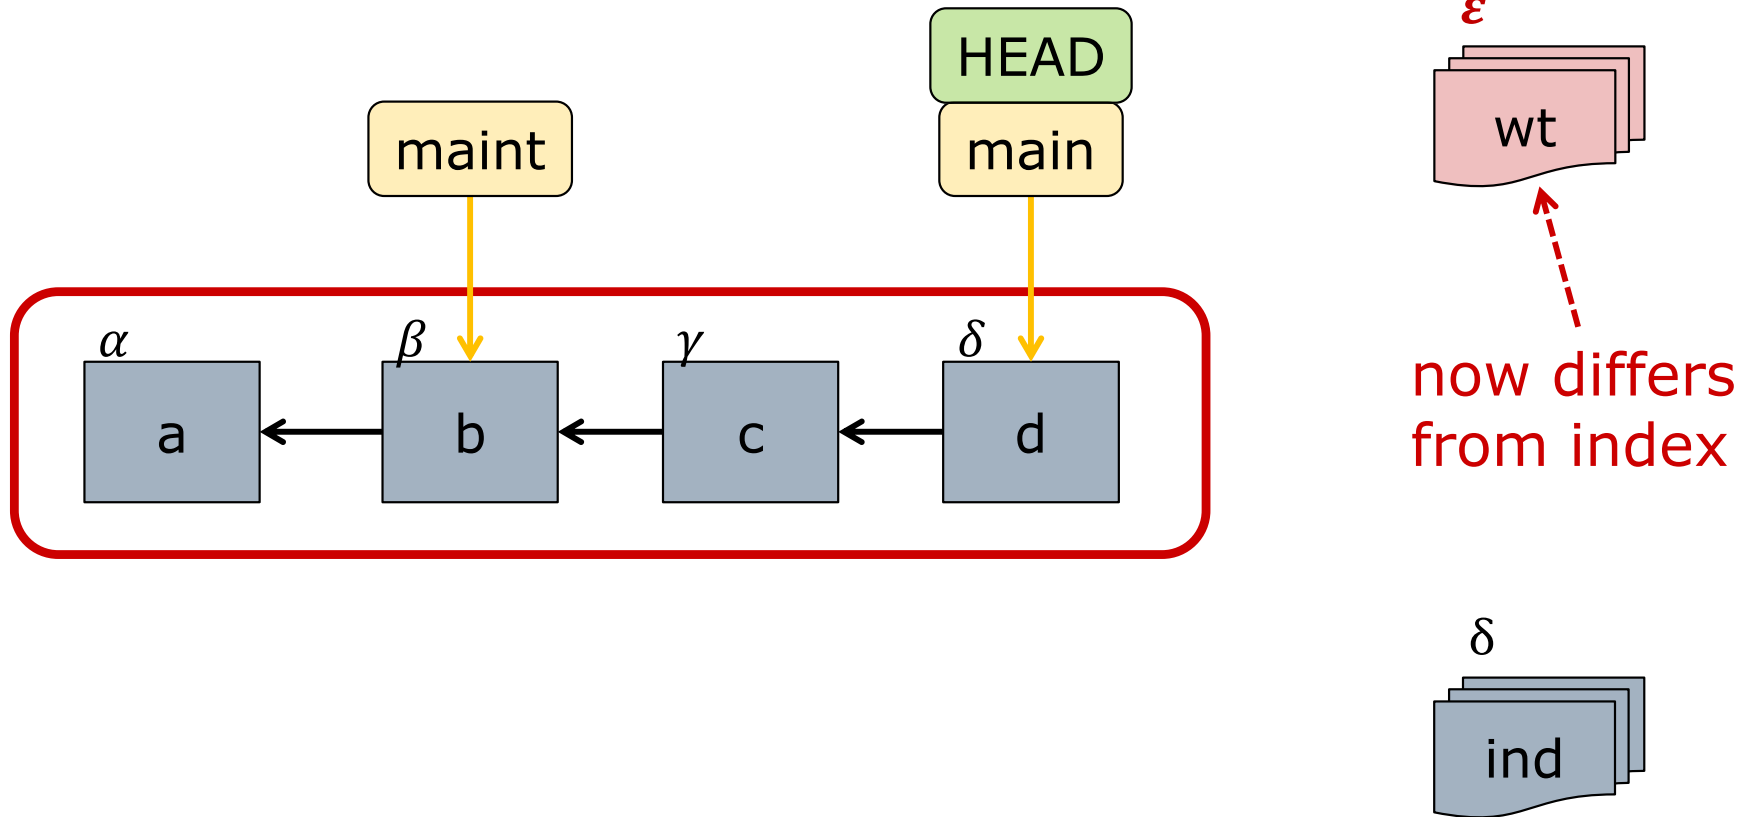 ε
HEAD
maint
main
wt
α
β
γ
δ
a
b
c
d
now differs
from index
δ
ind